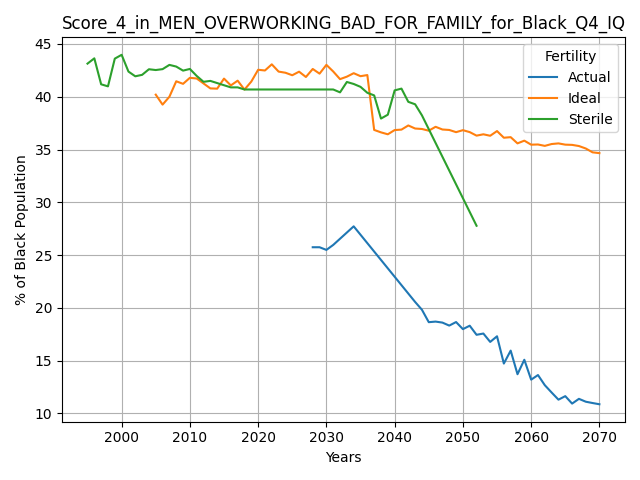 Score_4_in_MEN_OVERWORKING_BAD_FOR_FAMILY_for_Black_Q4_IQ
45
40
35
30
25
20
15
10
% of Black Population
Fertility
Actual
Ideal
Sterile
2000 2010 2020 2030 2040 2050 2060 2070
Years